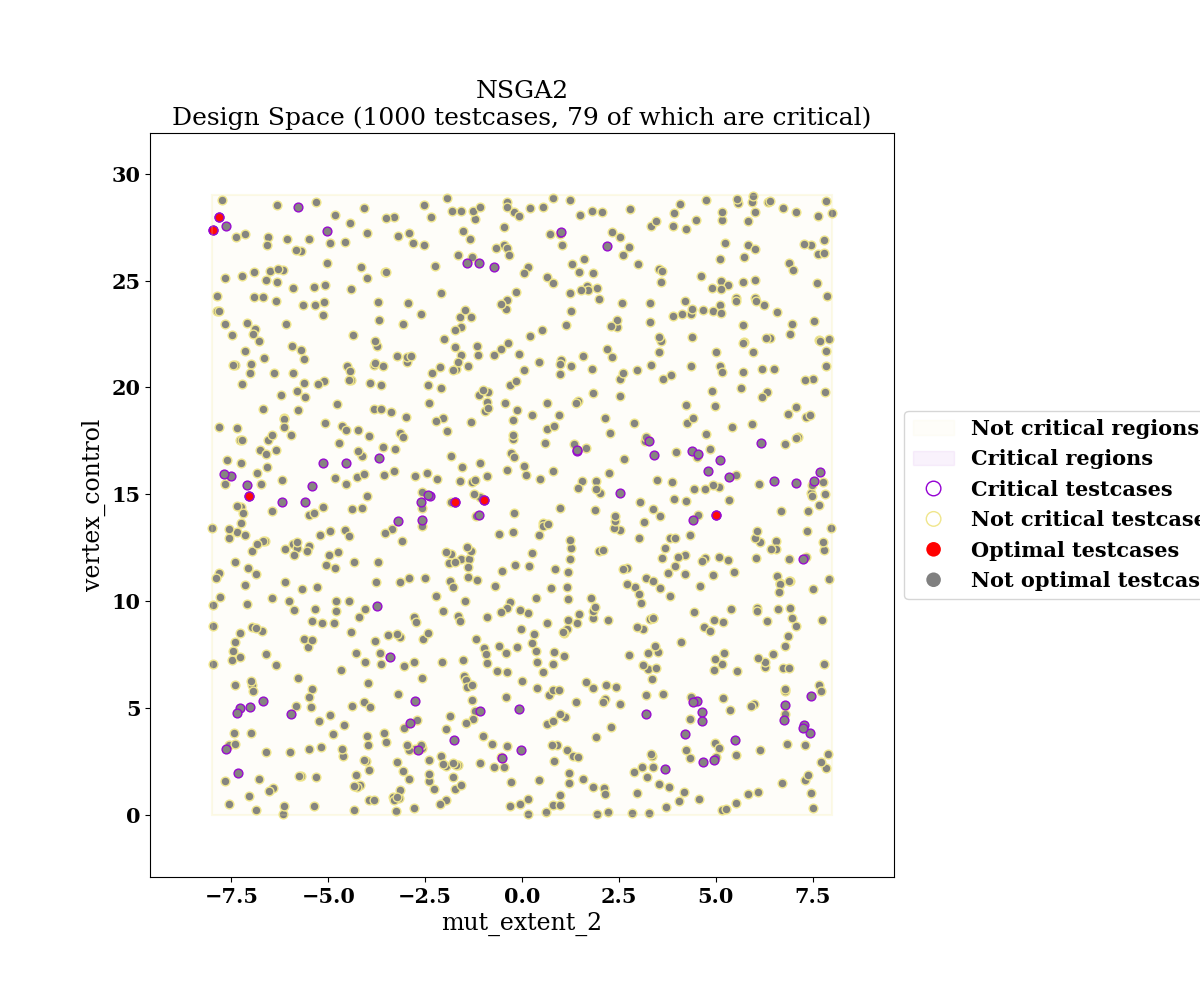 NSGA2
Design Space (1000 testcases, 79 of which are critical)
30
25
20
15
10
5
0
vertex_control
−7.5 −5.0 −2.5 0.0 2.5 5.0 7.5
mut_extent_2
Not critical regions
Critical regions
Critical testcases
Not critical testcase
Optimal testcases
Not optimal testcas